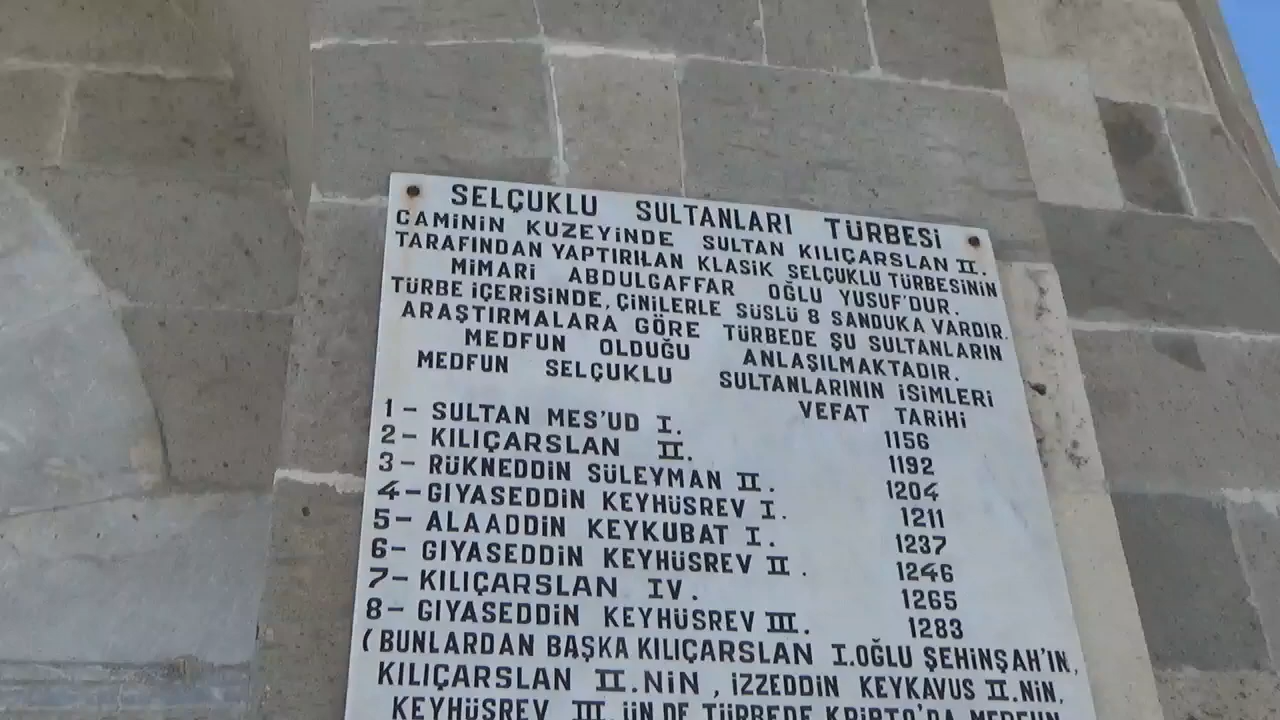 SELÇUKLU SULTANLARI TÜRBESİ
CAMİNİN KUZEYİNDE SULTAN KILIÇARSLAN II.
TARAFINDAN YAPTIRILAN KLASİK SELÇUKLU TÜRBESİNİN
MİMARİ ABDULGAFFAR OĞLU YUSUF'DUR.
TÜRBE İÇERİSİNDE, ÇİNİLERLE SÜSLÜ 8 SANDUKA VARDIR.
ARAŞTIRMALARA GÖRE TÜRBEDE ŞU SULTANLARIN
MEDFUN OLDUĞU ANLAŞILMAKTADIR.
MEDFUN SELÇUKLU SULTANLARININ İSİMLERİ
VEFAT TARİHİ
1- SULTAN MES'UD I. 1156
2- KILIÇARSLAN II. 1192
3- RÜKNEDDİN SÜLEYMAN II. 1204
4- GIYASEDDİN KEYHÜSREV I. 1211
5- ALAADDİN KEYKUBAT I. 1237
6- GIYASEDDİN KEYHÜSREV II. 1246
7- KILIÇARSLAN IV. 1265
8- GIYASEDDİN KEYHÜSREV III. 1283
(BUNLARDAN BAŞKA KILIÇARSLAN I.OĞLU ŞEHİNŞAH'IN,
KILIÇARSLAN II.NİN, İZZEDDİN KEYKAVUS II.NİN,
KEYHÜSREV III.ÜN DE TÜRBEDE KRİPTO'DA MEDFUN